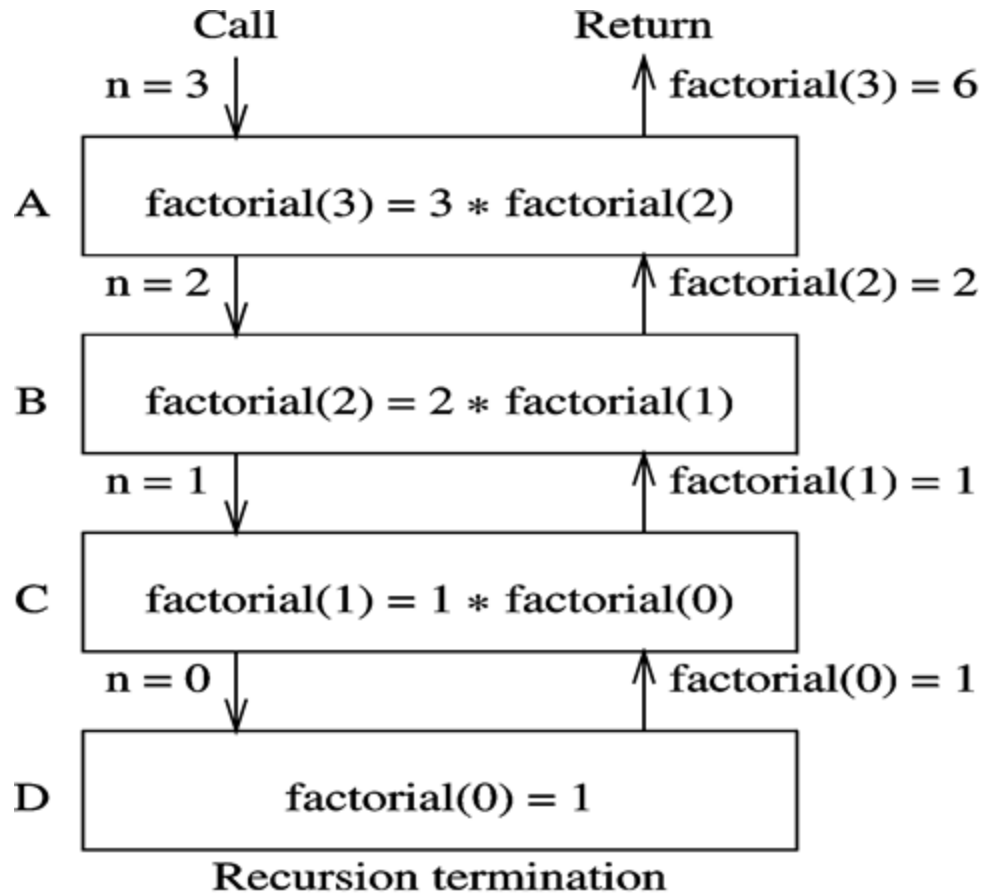 Call Return
n = 3 factorial(3) = 6
A factorial(3) = 3 * factorial(2)
n = 2 factorial(2) = 2
B factorial(2) = 2 * factorial(1)
n = 1 factorial(1) = 1
C factorial(1) = 1 * factorial(0)
n = 0 factorial(0) = 1
D factorial(0) = 1
Recursion termination